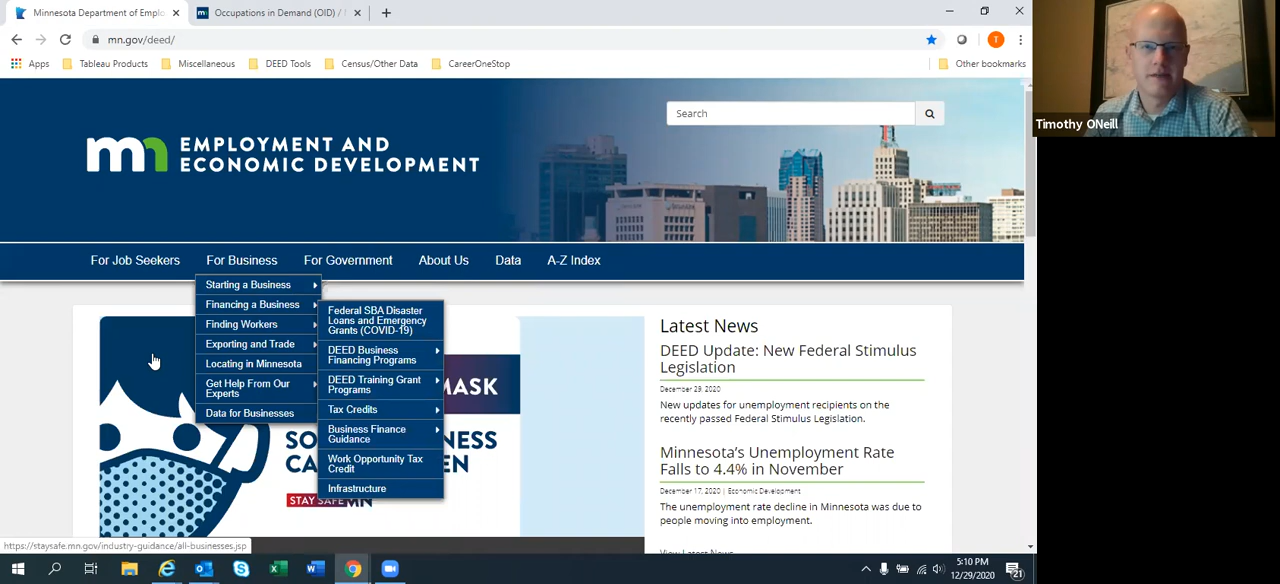 Minnesota Department of Emplo
Occupations in Demand (OID) /
mn.gov/deed/
T
Apps
Tableau Products
Miscellaneous
DEED Tools
Census/Other Data
CareerOneStop
Other bookmarks
Timothy ONeill
Search
mn EMPLOYMENT AND
ECONOMIC DEVELOPMENT
For Job Seekers
For Business
For Government
About Us
Data
A-Z Index
Starting a Business
Financing a Business
Finding Workers
Exporting and Trade
Locating in Minnesota
Get Help From Our
Experts
Data for Businesses
Federal SBA Disaster
Loans and Emergency
Grants (COVID-19)
DEED Business
Financing Programs
DEED Training Grant
Programs
Tax Credits
Business Finance
Guidance
Work Opportunity Tax
Credit
Infrastructure
MASK
SO
NESS
CA
EN
STAY SAFE MN
Latest News
DEED Update: New Federal Stimulus
Legislation
December 29, 2020
New updates for unemployment recipients on the
recently passed Federal Stimulus Legislation.
Minnesota's Unemployment Rate
Falls to 4.4% in November
December 17, 2020 | Economic Development
The unemployment rate decline in Minnesota was due to
people moving into employment.
View Latest News
https://staysafe.mn.gov/industry-guidance/all-businesses.jsp
5:10 PM
12/29/2020
21